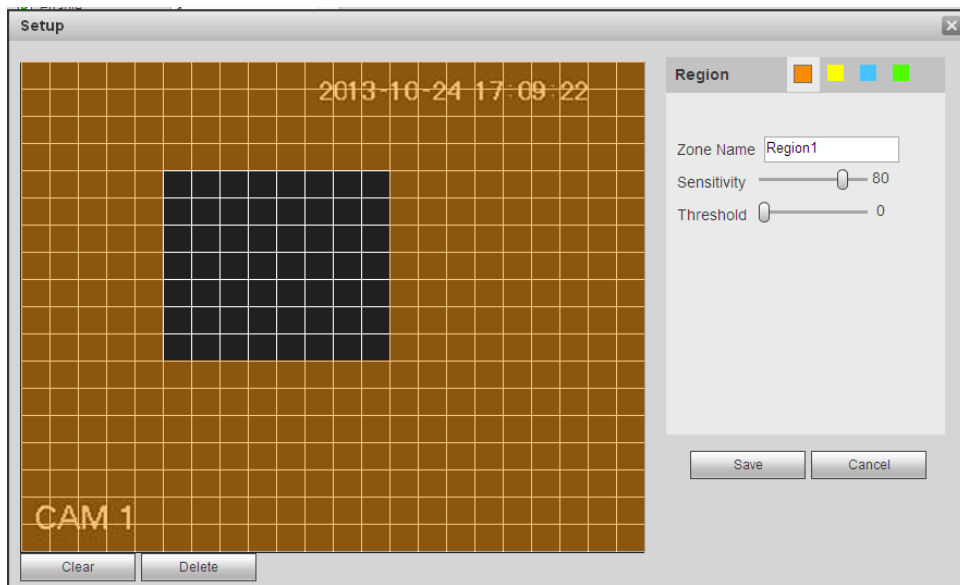 Setup
2013-10-24 17:09:22
CAM 1
Clear
Delete
Region
Zone Name
Region1
Sensitivity
80
Threshold
0
Save
Cancel